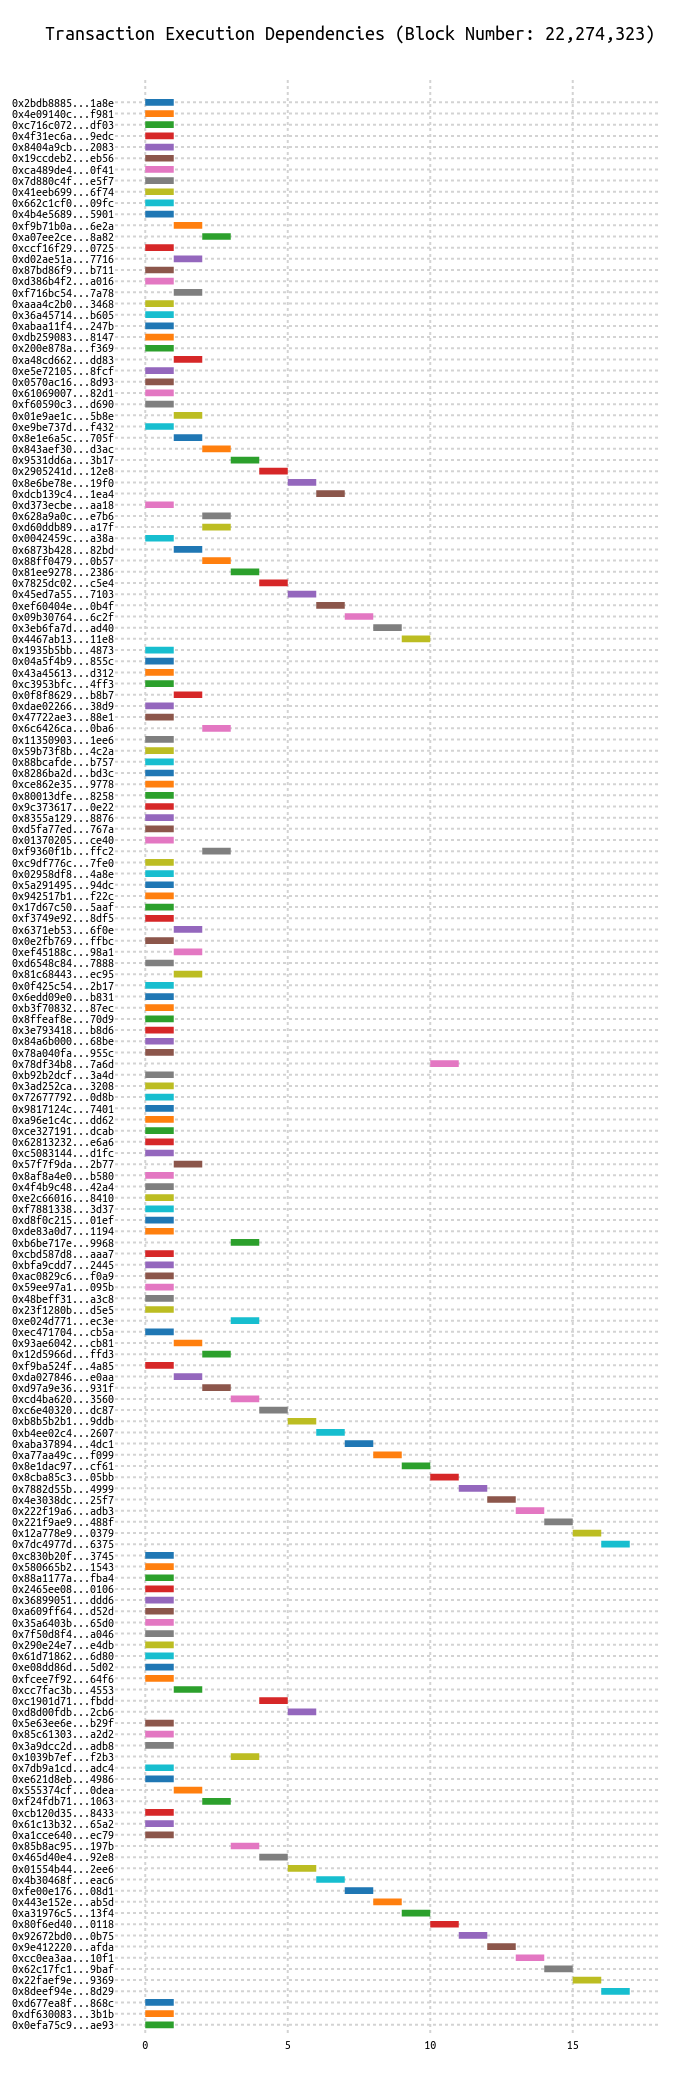 Transaction Execution Dependencies (Block Number: 22,274,323)
0x2bdb8885...1a8e
0x4e09140c...f981
0xc716c072...df03
0x4f31ec6a...9edc
0x8404a9cb...2083
0x19ccdeb2...eb56
0xca489de4...0f41
0x7d880c4f...e5f7
0x41eeb699...6f74
0x662c1cf0...09fc
0x4b4e5689...5901
0xf9b71b0a...6e2a
0xa07ee2ce...8a82
0xccf16f29...0725
0xd02ae51a...7716
0x87bd86f9...b711
0xd386b4f2...a016
0xf716bc54...7a78
0xaaa4c2b0...3468
0x36a45714...b605
0xabaa11f4...247b
0xdb259083...8147
0x200e878a...f369
0xa48cd662...dd83
0xe5e72105...8fcf
0x0570ac16...8d93
0x61069007...82d1
0xf60590c3...d690
0x01e9ae1c...5b8e
0xe9be737d...f432
0x8e1e6a5c...705f
0x843aef30...d3ac
0x9531dd6a...3b17
0x2905241d...12e8
0x8e6be78e...19f0
0xdcb139c4...1ea4
0xd373ecbe...aa18
0x628a9a0c...e7b6
0xd60ddb89...a17f
0x0042459c...a38a
0x6873b428...82bd
0x88ff0479...0b57
0x81ee9278...2386
0x7825dc02...c5e4
0x45ed7a55...7103
0xef60404e...0b4f
0x09b30764...6c2f
0x3eb6fa7d...ad40
0x4467ab13...11e8
0x1935b5bb...4873
0x04a5f4b9...855c
0x43a45613...d312
0xc3953bfc...4ff3
0x0f8f8629...b8b7
0xdae02266...38d9
0x47722ae3...88e1
0x6c6426ca...0ba6
0x11350903...1ee6
0x59b73f8b...4c2a
0x88bcafde...b757
0x8286ba2d...bd3c
0xce862e35...9778
0x80013dfe...8258
0x9c373617...0e22
0x8355a129...8876
0xd5fa77ed...767a
0x01370205...ce40
0xf9360f1b...ffc2
0xc9df776c...7fe0
0x02958df8...4a8e
0x5a291495...94dc
0x942517b1...f22c
0x17d67c50...5aaf
0xf3749e92...8df5
0x6371eb53...6f0e
0x0e2fb769...ffbc
0xef45188c...98a1
0xd6548c84...7888
0x81c68443...ec95
0x0f425c54...2b17
0x6edd09e0...b831
0xb3f70832...87ec
0x8ffeaf8e...70d9
0x3e793418...b8d6
0x84a6b000...68be
0x78a040fa...955c
0x78df34b8...7a6d
0xb92b2dcf...3a4d
0x3ad252ca...3208
0x72677792...0d8b
0x9817124c...7401
0xa96e1c4c...dd62
0xce327191...dcab
0x62813232...e6a6
0xc5083144...d1fc
0x57f7f9da...2b77
0x8af8a4e0...b580
0x4f4b9c48...42a4
0xe2c66016...8410
0xf7881338...3d37
0xd8f0c215...01ef
0xde83a0d7...1194
0xb6be717e...9968
0xcbd587d8...aaa7
0xbfa9cdd7...2445
0xac0829c6...f0a9
0x59ee97a1...095b
0x48beff31...a3c8
0x23f1280b...d5e5
0xe024d771...ec3e
0xec471704...cb5a
0x93ae6042...cb81
0x12d5966d...ffd3
0xf9ba524f...4a85
0xda027846...e0aa
0xd97a9e36...931f
0xcd4ba620...3560
0xc6e40320...dc87
0xb8b5b2b1...9ddb
0xb4ee02c4...2607
0xaba37894...4dc1
0xa77aa49c...f099
0x8e1dac97...cf61
0x8cba85c3...05bb
0x7882d55b...4999
0x4e3038dc...25f7
0x222f19a6...adb3
0x221f9ae9...488f
0x12a778e9...0379
0x7dc4977d...6375
0xc830b20f...3745
0x580665b2...1543
0x88a1177a...fba4
0x2465ee08...0106
0x36899051...ddd6
0xa609ff64...d52d
0x35a6403b...65d0
0x7f50d8f4...a046
0x290e24e7...e4db
0x61d71862...6d80
0xe08dd86d...5d02
0xfcee7f92...64f6
0xcc7fac3b...4553
0xc1901d71...fbdd
0xd8d00fdb...2cb6
0x5e63ee6e...b29f
0x85c61303...a2d2
0x3a9dcc2d...adb8
0x1039b7ef...f2b3
0x7db9a1cd...adc4
0xe621d8eb...4986
0x555374cf...0dea
0xf24fdb71...1063
0xcb120d35...8433
0x61c13b32...65a2
0xa1cce640...ec79
0x85b8ac95...197b
0x465d40e4...92e8
0x01554b44...2ee6
0x4b30468f...eac6
0xfe00e176...08d1
0x443e152e...ab5d
0xa31976c5...13f4
0x80f6ed40...0118
0x92672bd0...0b75
0x9e412220...afda
0xcc0ea3aa...10f1
0x62c17fc1...9baf
0x22faef9e...9369
0x8deef94e...8d29
0xd677ea8f...868c
0xdf630083...3b1b
0x0efa75c9...ae93
0 5 10 15